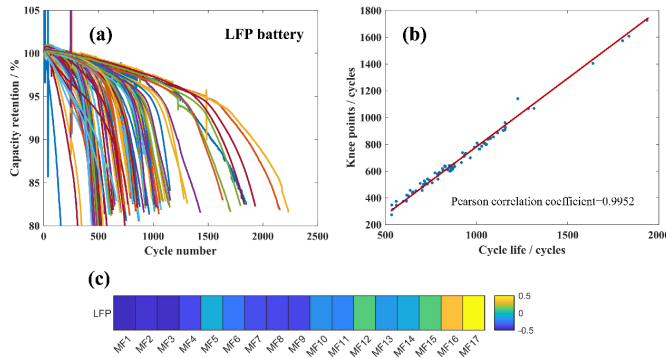 (a)
LFP battery
105
100
95
90
85
80
0
500
1000
1500
2000
2500
Capacity retention / %
Cycle number
(b)
1800
1600
1400
1200
1000
800
600
400
200
500
1000
1500
2000
Knee points / cycles
Cycle life / cycles
Pearson correlation coefficient=0.9952
(c)
LFP
MF1
MF2
MF3
MF4
MF5
MF6
MF7
MF8
MF9
MF10
MF11
MF12
MF13
MF14
MF15
MF16
MF17
0.5
0
-0.5